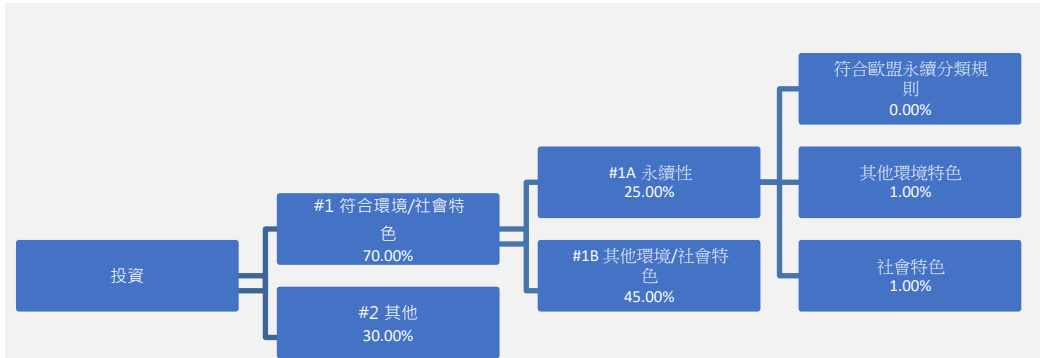 投資
#1 符合環境/社會特
色
70.00%
#2 其他
30.00%
#1A 永續性
25.00%
#1B 其他環境/社會特
色
45.00%
符合歐盟永續分類規
則
0.00%
其他環境特色
1.00%
社會特色
1.00%